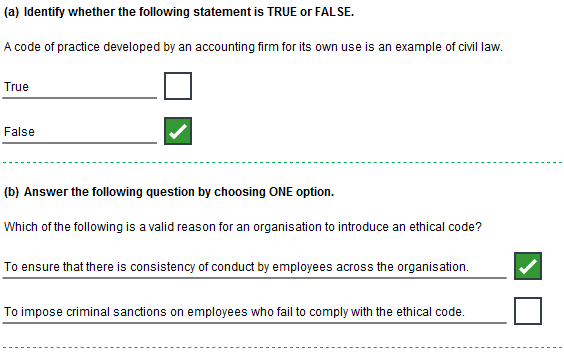 (a) Identify whether the following statement is TRUE or FALSE.
A code of practice developed by an accounting firm for its own use is an example of civil law.
True
False
(b) Answer the following question by choosing ONE option.
Which of the following is a valid reason for an organisation to introduce an ethical code?
To ensure that there is consistency of conduct by employees across the organisation.
To impose criminal sanctions on employees who fail to comply with the ethical code.